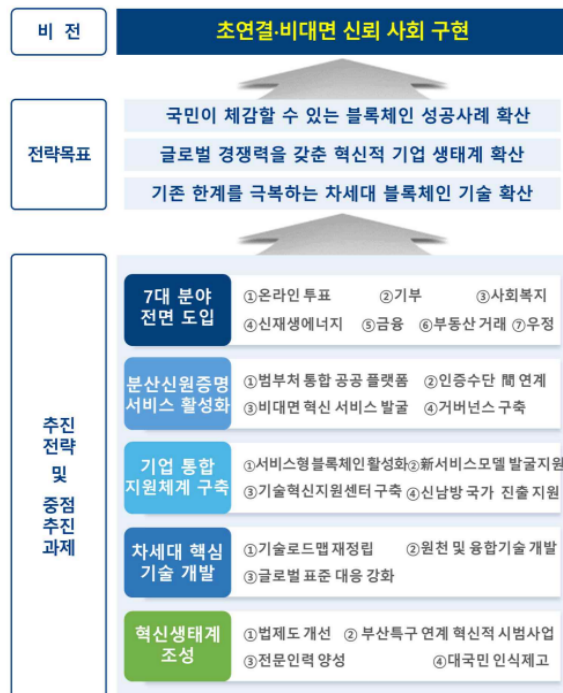 비 전
초연결·비대면 신뢰 사회 구현
전략목표
국민이 체감할 수 있는 블록체인 성공사례 확산
글로벌 경쟁력을 갖춘 혁신적 기업 생태계 확산
기존 한계를 극복하는 차세대 블록체인 기술 확산
추진
전략
및
중점
추진
과제
7대 분야
전면 도입
①온라인 투표 ②기부 ③사회복지
④신재생에너지 ⑤금융 ⑥부동산 거래 ⑦우정
분산신원증명
서비스 활성화
①범부처 통합 공공 플랫폼 ②인증수단 間 연계
③비대면 혁신 서비스 발굴 ④거버넌스 구축
기업 통합
지원체계 구축
①서비스형 블록체인 활성화 ②新서비스모델 발굴지원
③기술혁신지원센터 구축 ④신남방 국가 진출 지원
차세대 핵심
기술 개발
①기술로드맵 재정립 ②원천 및 융합기술 개발
③글로벌 표준 대응 강화
혁신생태계
조성
①법제도 개선 ② 부산특구 연계 혁신적 시범사업
③전문인력 양성 ④대국민 인식제고